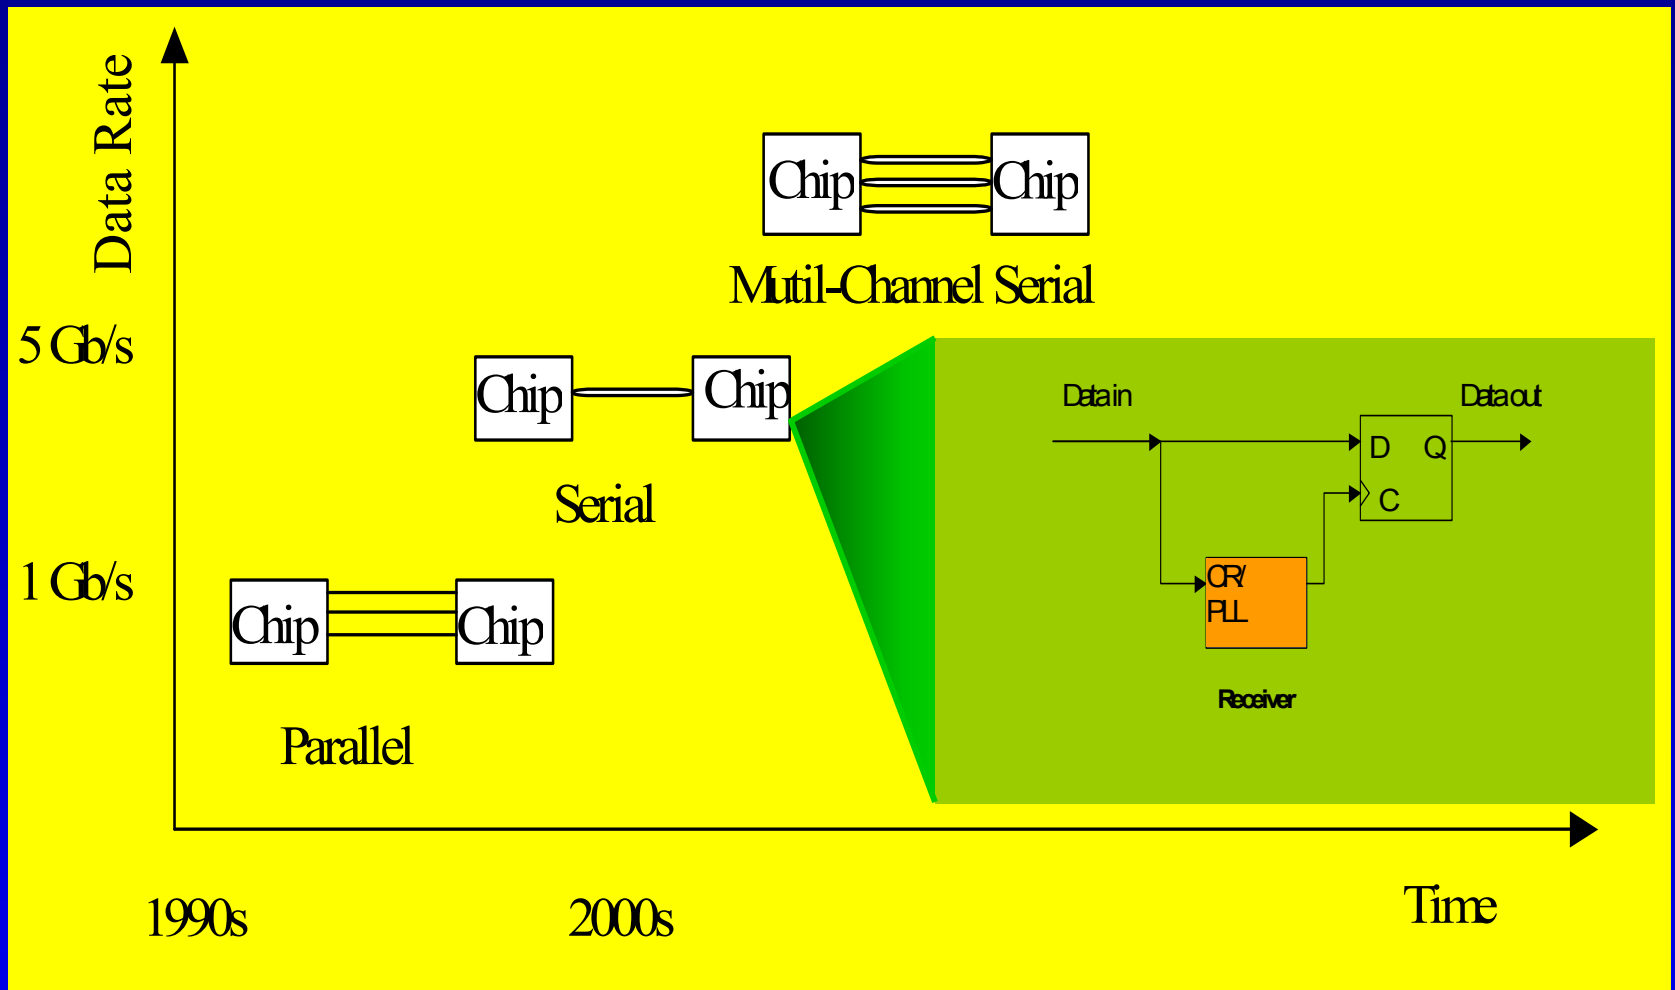 Data Rate
Chip Chip
Mutil-Channel Serial
5 Gb/s
Chip Chip
Serial
Data in
Data out
D Q
C
CR/
PLL
Receiver
1 Gb/s
Chip Chip
Parallel
1990s
2000s
Time